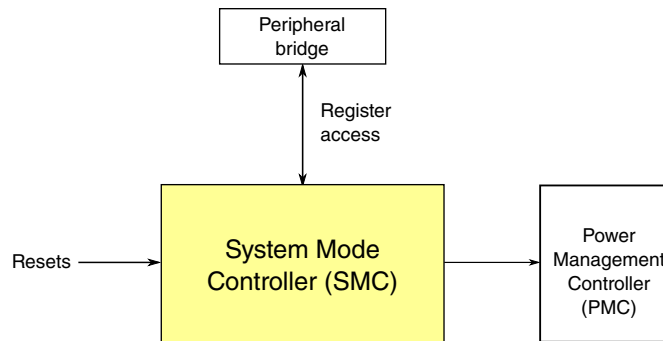 Peripheral
bridge
Register
access
Resets
System Mode
Controller (SMC)
Power
Management
Controller
(PMC)